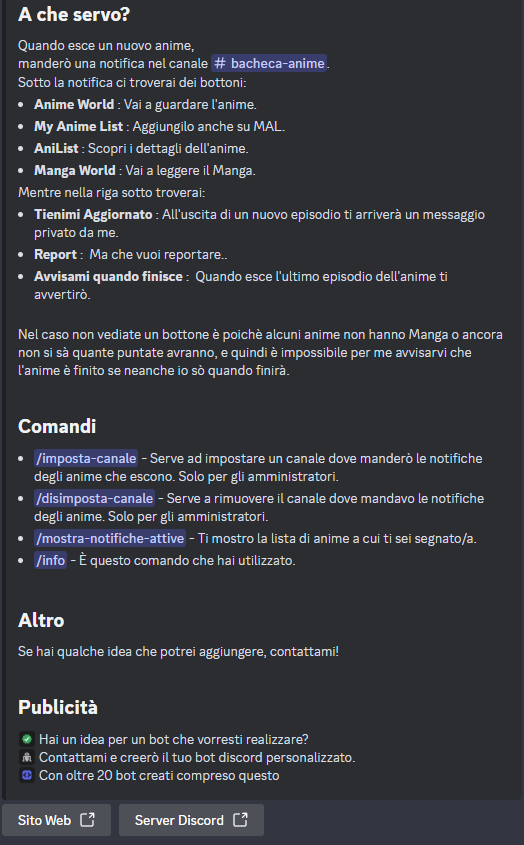 A che servo?
Quando esce un nuovo anime,
manderò una notifica nel canale # bacheca-anime.
Sotto la notifica ci troverai dei bottoni:
• Anime World : Vai a guardare l'anime.
• My Anime List : Aggiungilo anche su MAL.
• AniList : Scopri i dettagli dell'anime.
• Manga World : Vai a leggere il Manga.
Mentre nella riga sotto troverai:
• Tienimi Aggiornato : All'uscita di un nuovo episodio ti arriverà un messaggio
privato da me.
• Report : Ma che vuoi reportare..
• Avvisami quando finisce : Quando esce l'ultimo episodio dell'anime ti
avvertirò.
Nel caso non vediate un bottone è poichè alcuni anime non hanno Manga o ancora
non si sà quante puntate avranno, e quindi è impossibile per me avvisarvi che
l'anime è finito se neanche io sò quando finirà.
Comandi
• /imposta-canale - Serve ad impostare un canale dove manderò le notifiche
degli anime che escono. Solo per gli amministratori.
• /disimposta-canale - Serve a rimuovere il canale dove mandavo le notifiche
degli anime. Solo per gli amministratori.
• /mostra-notifiche-attive - Ti mostro la lista di anime a cui ti sei segnato/a.
• /info - È questo comando che hai utilizzato.
Altro
Se hai qualche idea che potrei aggiungere, contattami!
Publicità
Hai un idea per un bot che vorresti realizzare?
Contattami e creerò il tuo bot discord personalizzato.
Con oltre 20 bot creati compreso questo
Sito Web
Server Discord